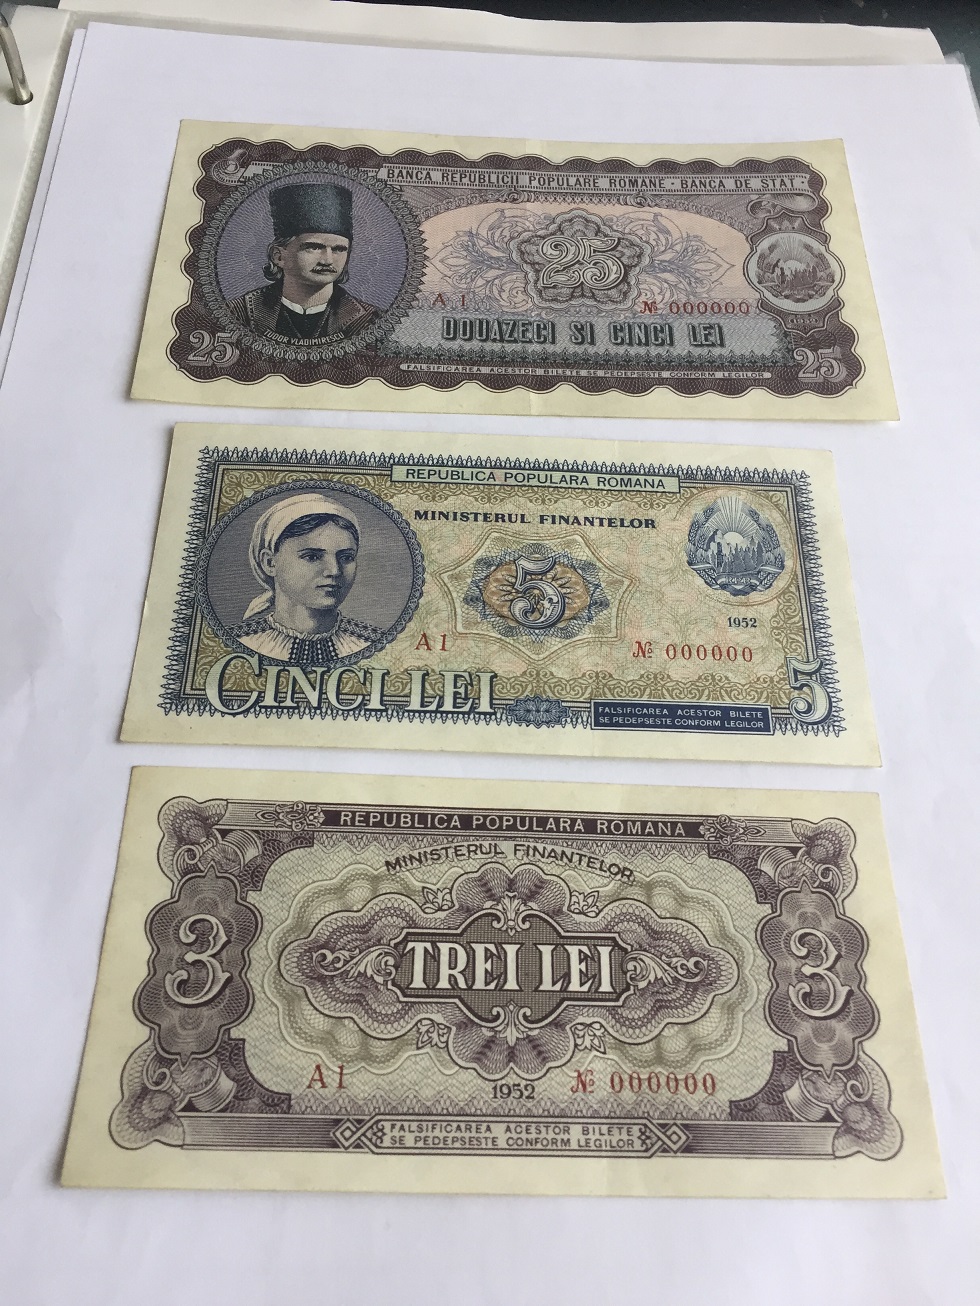 BANCA REPUBLICII POPULARE ROMANE - BANCA DE STAT
25
A 1
№ 000000
TUDOR VLADIMIRESCU
DOUAZECI SI CINCI LEI
25
25
FALSIFICAREA ACESTOR BILETE SE PEDEPSESTE CONFORM LEGILOR
REPUBLICA POPULARA ROMANA
MINISTERUL FINANTELOR
5
1952
A 1
№ 000000
CINCI LEI
5
FALSIFICAREA ACESTOR BILETE
SE PEDEPSESTE CONFORM LEGILOR
REPUBLICA POPULARA ROMANA
MINISTERUL FINANTELOR
3
TREI LEI
3
A 1
1952
№ 000000
FALSIFICAREA ACESTOR BILETE
SE PEDEPSESTE CONFORM LEGILOR